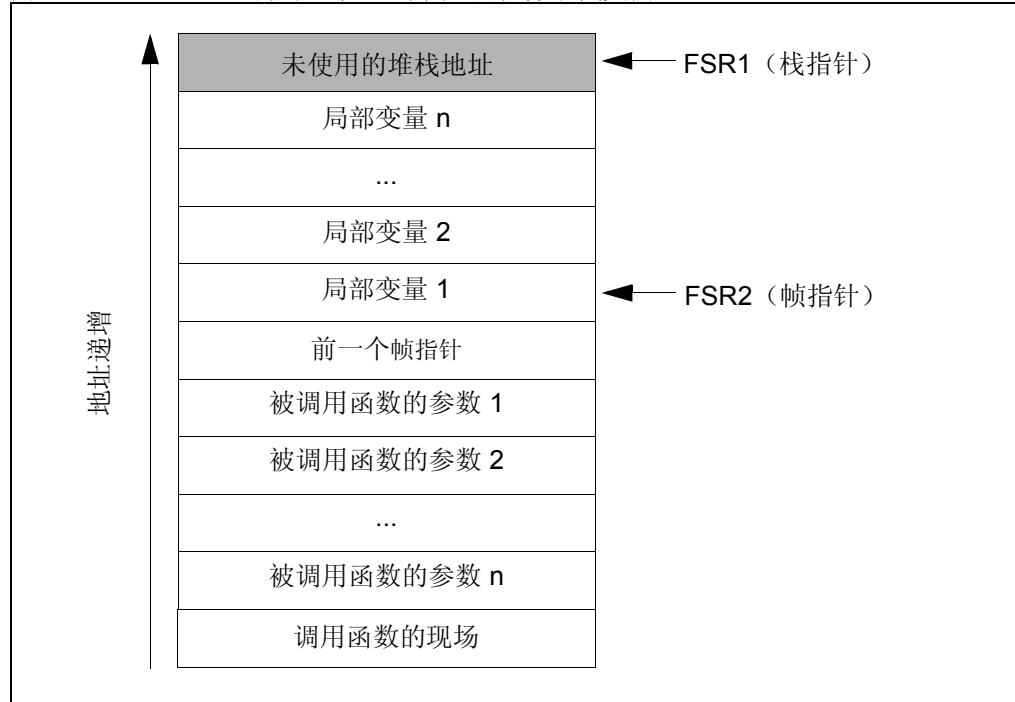 未使用的堆栈地址
FSR1（栈指针）
局部变量 n
...
局部变量 2
局部变量 1
FSR2（帧指针）
前一个帧指针
被调用函数的参数 1
被调用函数的参数 2
...
被调用函数的参数 n
调用函数的现场
地址递增